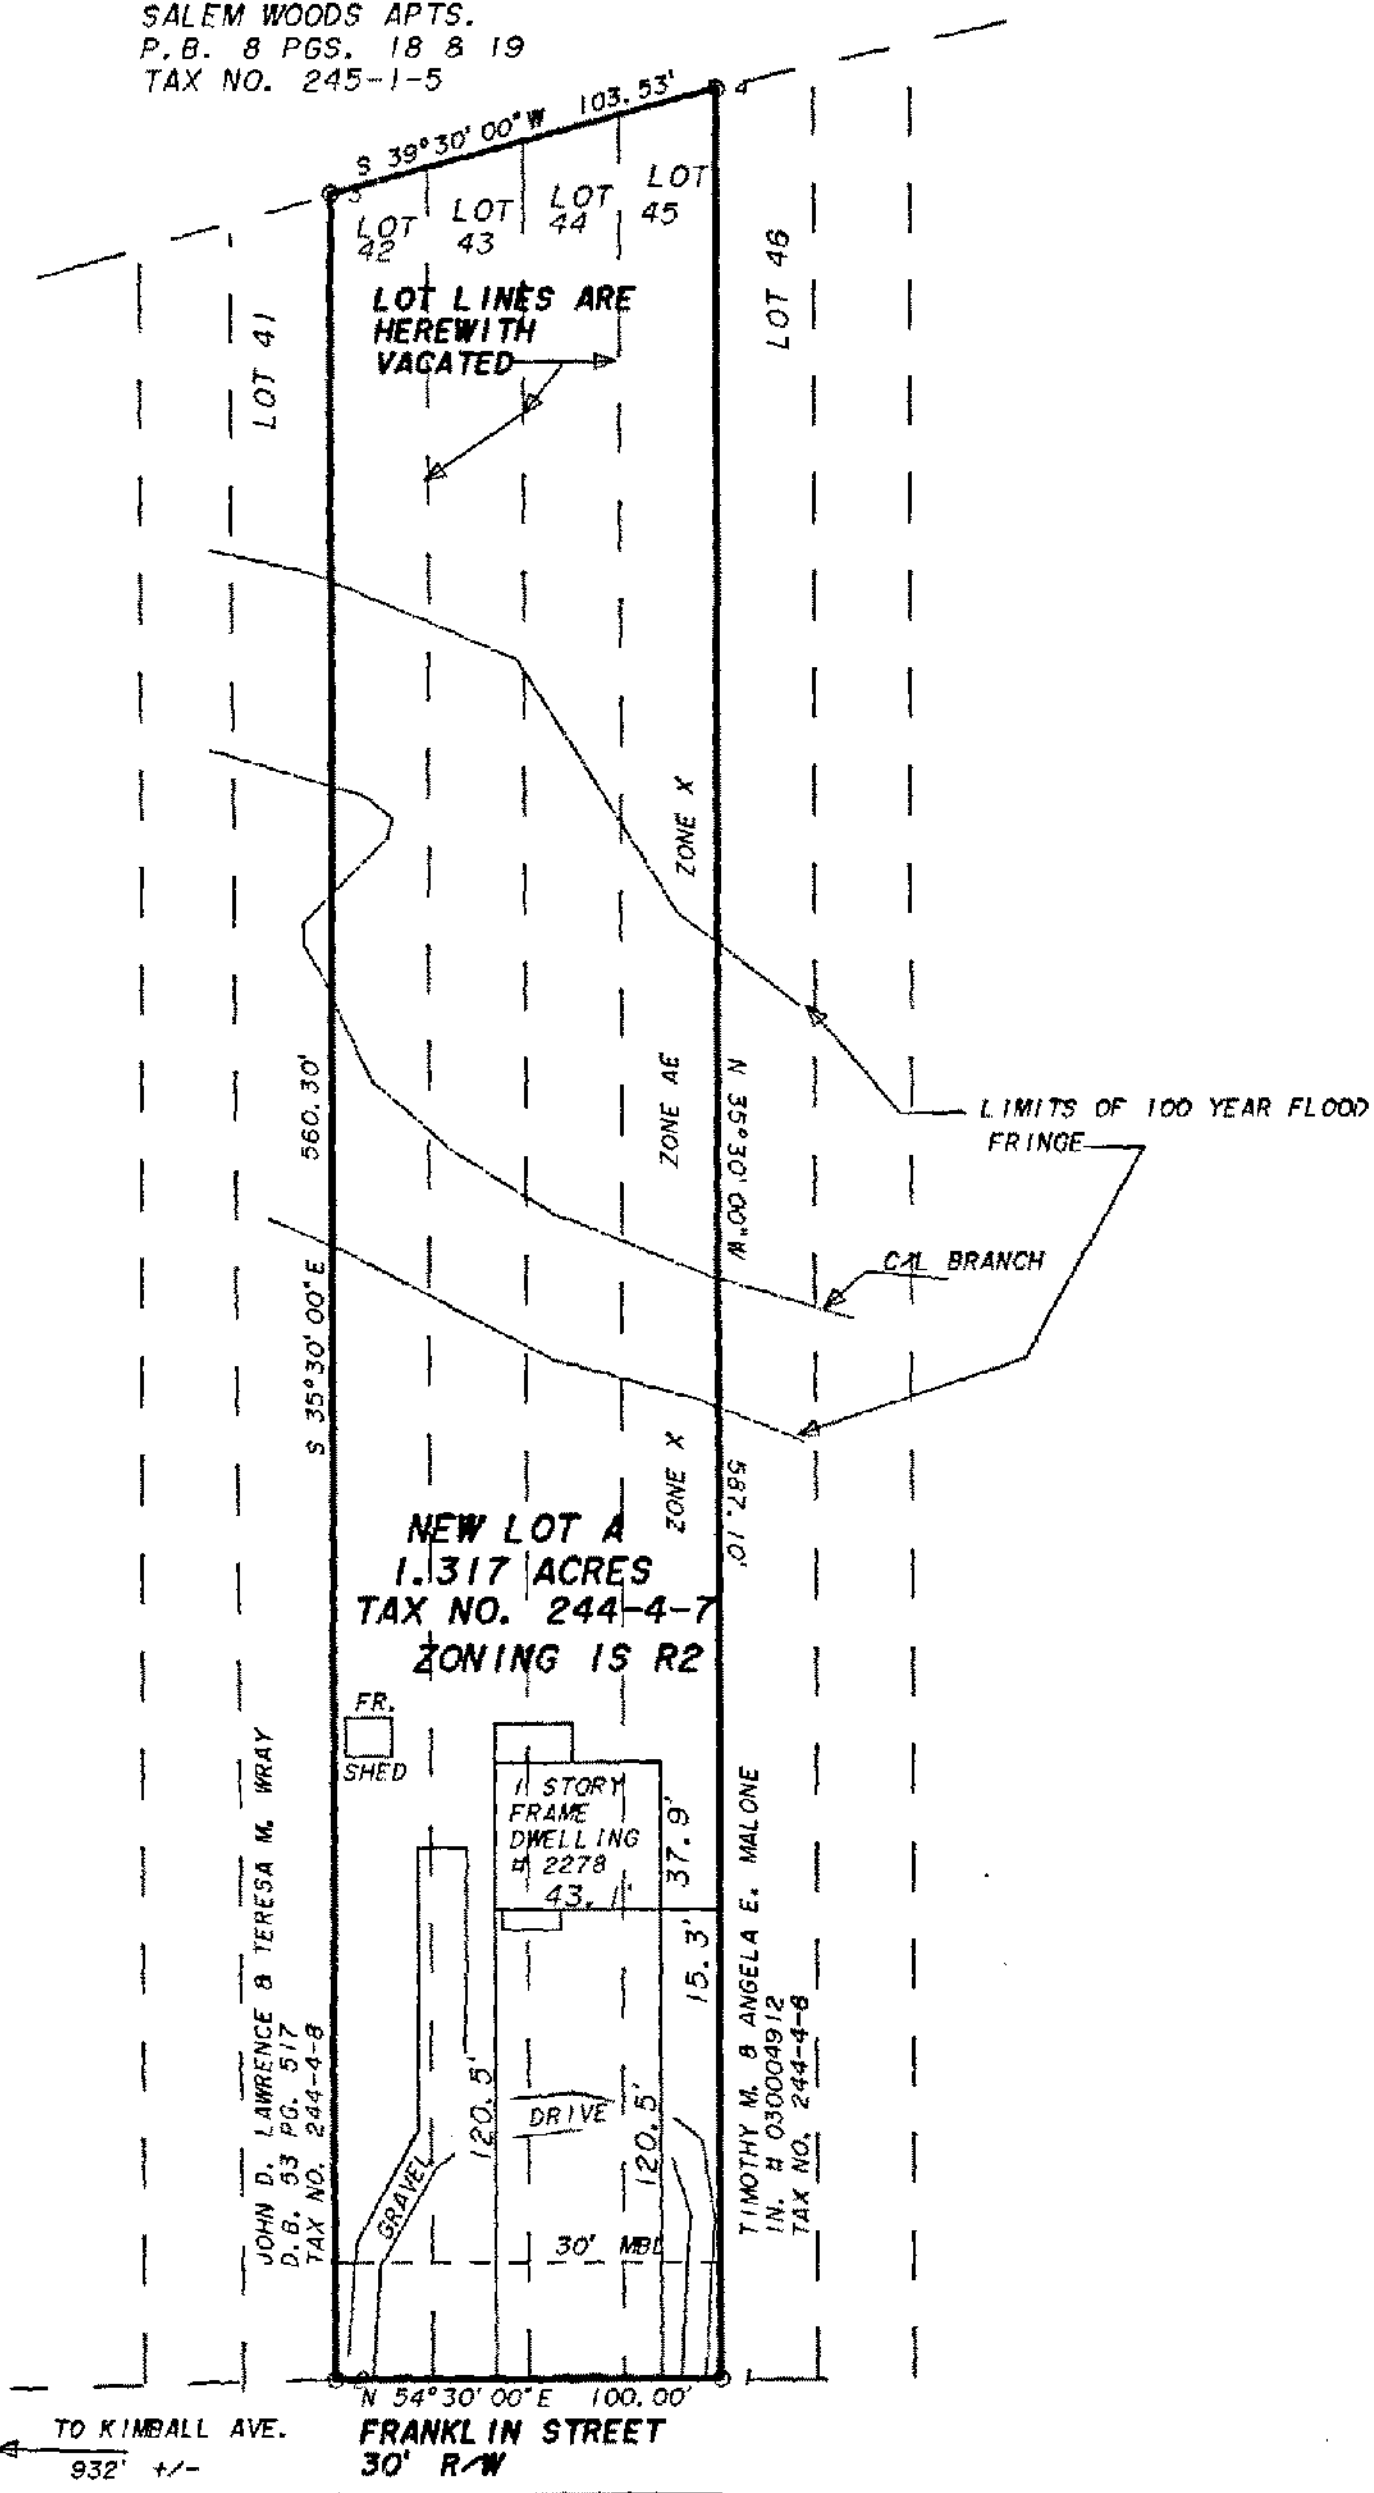 SALEM WOODS APTS.
P.B. 8 PGS. 18 & 19
TAX NO. 245-1-5
S 39°30'00"W 103.53'
4
3
LOT 42
LOT 43
LOT 44
LOT 45
LOT 41
LOT 46
LOT LINES ARE
HEREWITH
VACATED
ZONE X
ZONE AE
N 35°30'00"W
587.10'
560.30'
S 35°30'00"E
LIMITS OF 100 YEAR FLOOD
FRINGE
C/L BRANCH
ZONE X
NEW LOT A
1.317 ACRES
TAX NO. 244-4-7
ZONING IS R2
FR.
SHED
1 STORY
FRAME
DWELLING
# 2278
43.1'
37.9'
15.3'
120.5'
120.5'
DRIVE
GRAVEL
30' MBL
JOHN D. LAWRENCE & TERESA M. WRAY
D.B. 53 PG. 517
TAX NO. 244-4-8
TIMOTHY M. & ANGELA E. MALONE
IN. # 030004912
TAX NO. 244-4-6
N 54°30'00"E 100.00'
TO KIMBALL AVE.
932' +/-
FRANKLIN STREET
30' R/W